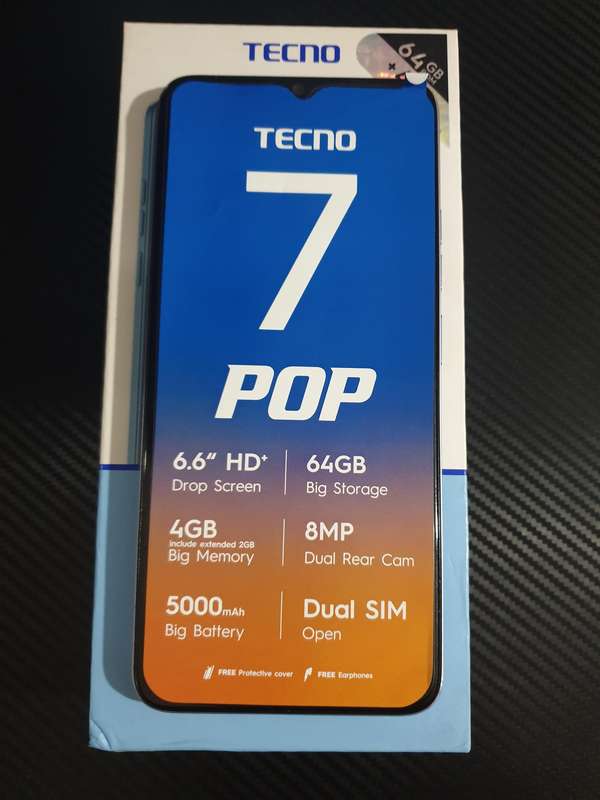 TECNO
64GB
+
TECNO
7
POP
6.6" HD+
Drop Screen
64GB
Big Storage
4GB
include extended 2GB
Big Memory
8MP
Dual Rear Cam
5000mAh
Big Battery
Dual SIM
Open
FREE Protective cover
FREE Earphones